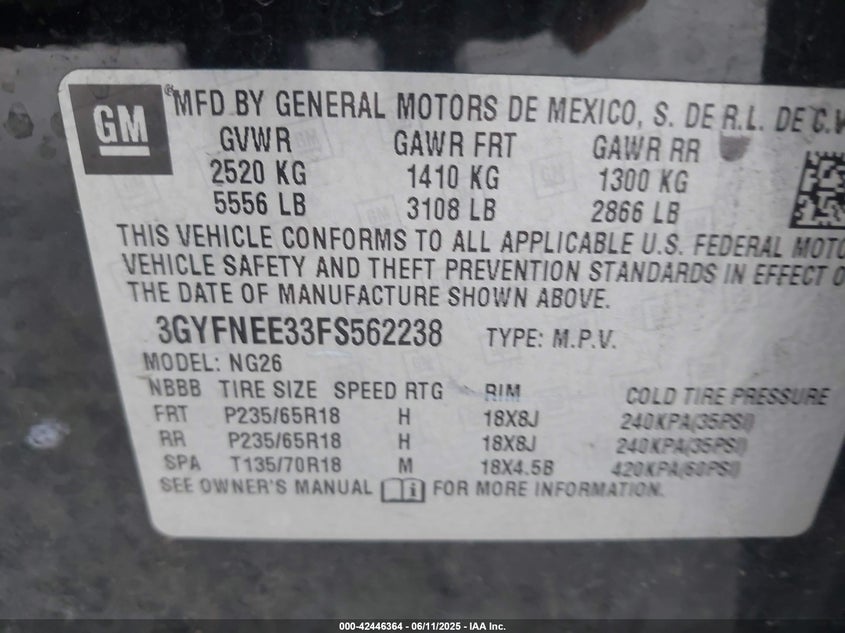 GM
® MFD BY GENERAL MOTORS DE MEXICO, S. DE R.L. DE C.V
GVWR GAWR FRT GAWR RR
2520 KG 1410 KG 1300 KG
5556 LB 3108 LB 2866 LB
THIS VEHICLE CONFORMS TO ALL APPLICABLE U.S. FEDERAL MOTO
VEHICLE SAFETY AND THEFT PREVENTION STANDARDS IN EFFECT O
THE DATE OF MANUFACTURE SHOWN ABOVE.
3GYFNEE33FS562238 TYPE: M.P.V.
MODEL: NG26
NBBB TIRE SIZE SPEED RTG RIM COLD TIRE PRESSURE
FRT P235/65R18 H 18X8J 240KPA(35PSI)
RR P235/65R18 H 18X8J 240KPA(35PSI)
SPA T135/70R18 M 18X4.5B 420KPA(60PSI)
SEE OWNER'S MANUAL i FOR MORE INFORMATION.
000-42446364 - 06/11/2025 - IAA Inc.